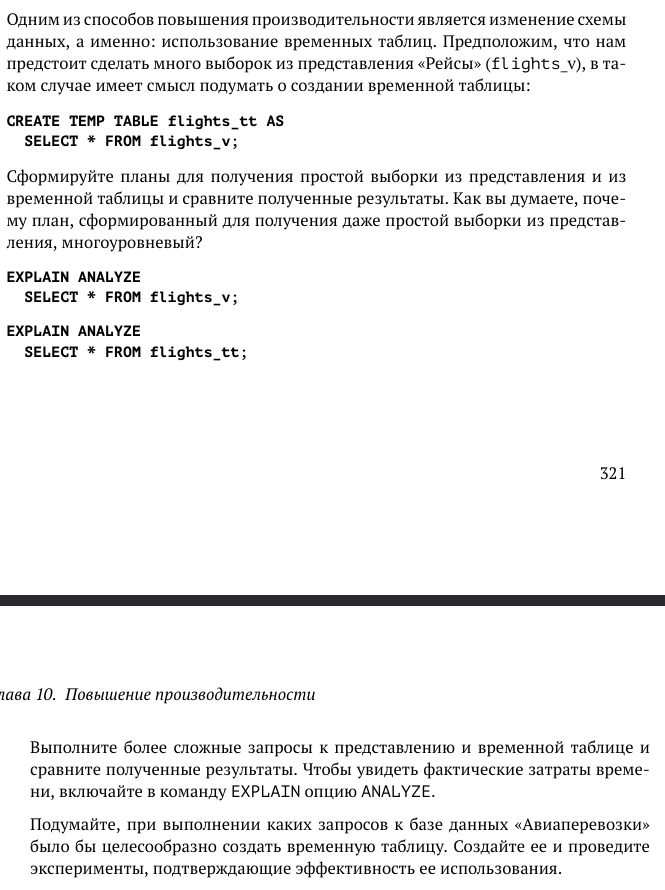 Одним из способов повышения производительности является изменение схемы
данных, а именно: использование временных таблиц. Предположим, что нам
предстоит сделать много выборок из представления «Рейсы» (flights_v), в та-
ком случае имеет смысл подумать о создании временной таблицы:
CREATE TEMP TABLE flights_tt AS
SELECT * FROM flights_v;
Сформируйте планы для получения простой выборки из представления и из
временной таблицы и сравните полученные результаты. Как вы думаете, поче-
му план, сформированный для получения даже простой выборки из представ-
ления, многоуровневый?
EXPLAIN ANALYZE
SELECT * FROM flights_v;
EXPLAIN ANALYZE
SELECT * FROM flights_tt;
321
лава 10. Повышение производительности
Выполните более сложные запросы к представлению и временной таблице и
сравните полученные результаты. Чтобы увидеть фактические затраты време-
ни, включайте в команду EXPLAIN опцию ANALYZE.
Подумайте, при выполнении каких запросов к базе данных «Авиаперевозки»
было бы целесообразно создать временную таблицу. Создайте ее и проведите
эксперименты, подтверждающие эффективность ее использования.